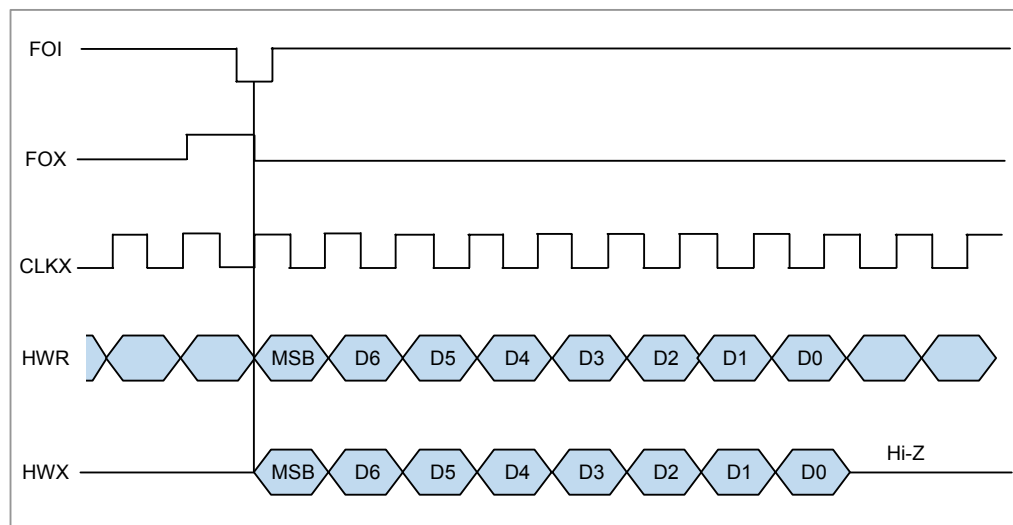 FOI
FOX
CLKX
HWR MSB D6 D5 D4 D3 D2 D1 D0
Hi-Z
HWX MSB D6 D5 D4 D3 D2 D1 D0